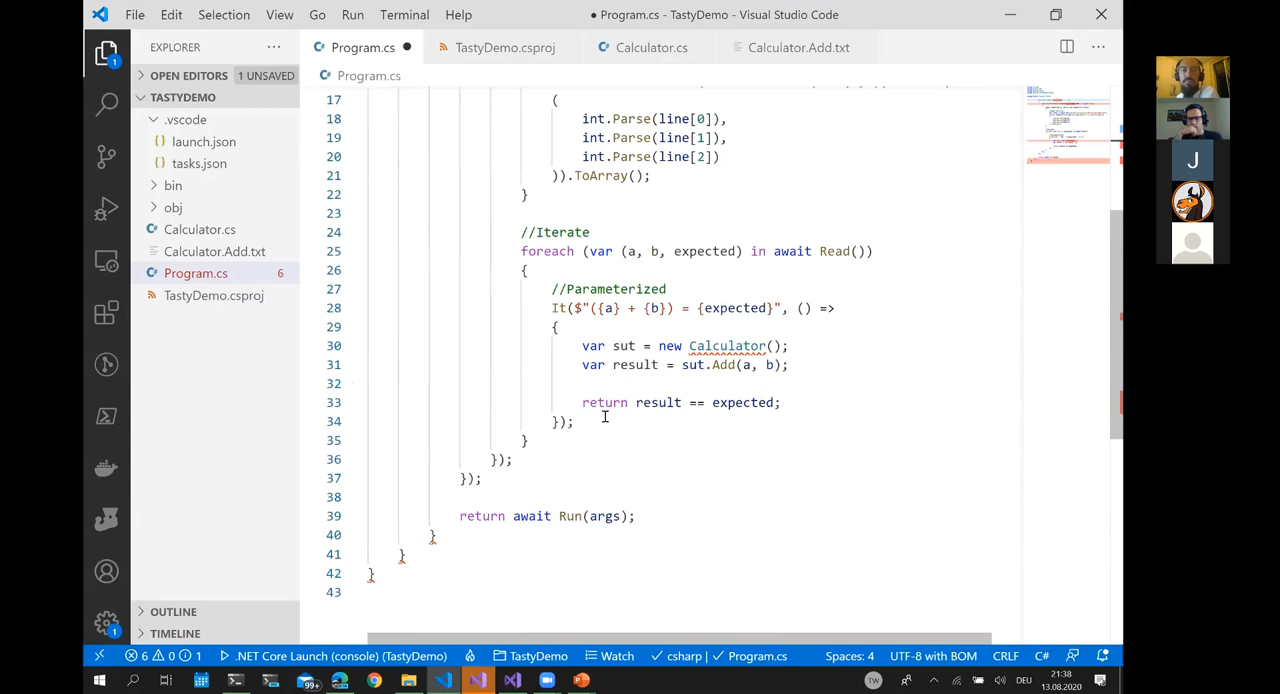 File Edit Selection View Go Run Terminal Help ● Program.cs - TastyDemo - Visual Studio Code
EXPLORER ···
Program.cs ● TastyDemo.csproj Calculator.cs Calculator.Add.txt ···
OPEN EDITORS 1 UNSAVED
Program.cs
TASTYDEMO
.vscode
launch.json
tasks.json
bin
obj
Calculator.cs
Calculator.Add.txt
Program.cs 6
TastyDemo.csproj
OUTLINE
TIMELINE
1
1
17 (
18 int.Parse(line[0]),
19 int.Parse(line[1]),
20 int.Parse(line[2])
21 )).ToArray();
22 }
23
24 //Iterate
25 foreach (var (a, b, expected) in await Read())
26 {
27 //Parameterized
28 It($"({a} + {b}) = {expected}", () =>
29 {
30 var sut = new Calculator();
31 var result = sut.Add(a, b);
32
33 return result == expected;
34 });
35 }
36 });
37 });
38
39 return await Run(args);
40 }
41 }
42 }
43
J
6 0 1 .NET Core Launch (console) (TastyDemo) TastyDemo Watch csharp | Program.cs Spaces: 4 UTF-8 with BOM CRLF C#
99+ TW DEU 21:38
13.08.2020